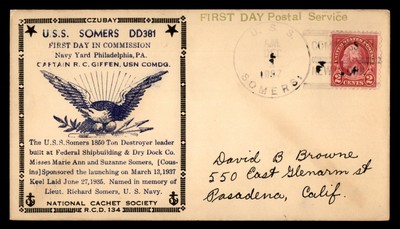 CZUBAY
U.S.S. SOMERS DD381
FIRST DAY IN COMMISSION
Navy Yard Philadelphia, PA.
CAPTAIN R.C. GIFFEN, USN COMDG.
The U.S.S. Somers 1850 Ton Destroyer leader
built at Federal Shipbuilding & Dry Dock Co.
Misses Marie Ann and Suzanne Somers, [Cous-
ins] Sponsored the launching on March 13, 1937
Keel Laid June 27, 1935. Named in memory of
Lieut. Richard Somers, U. S. Navy.
NATIONAL CACHET SOCIETY
R.C.D. 134
FIRST DAY Postal Service
U. S. S.
1937
SOMERS
2 CENTS 2
David B Browne
550 East Glenarm st
Pasadena, Calif.